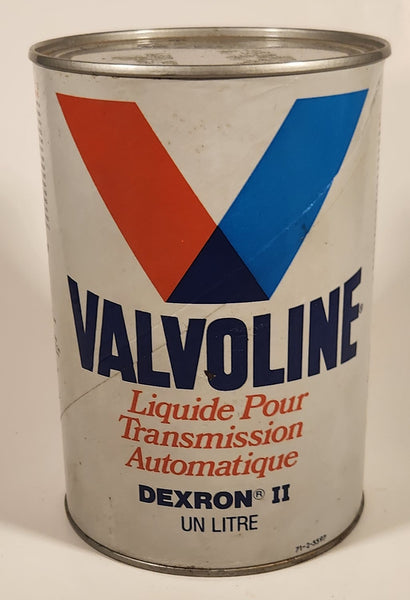 VALVOLINE®
Liquide Pour
Transmission
Automatique
DEXRON® II
UN LITRE